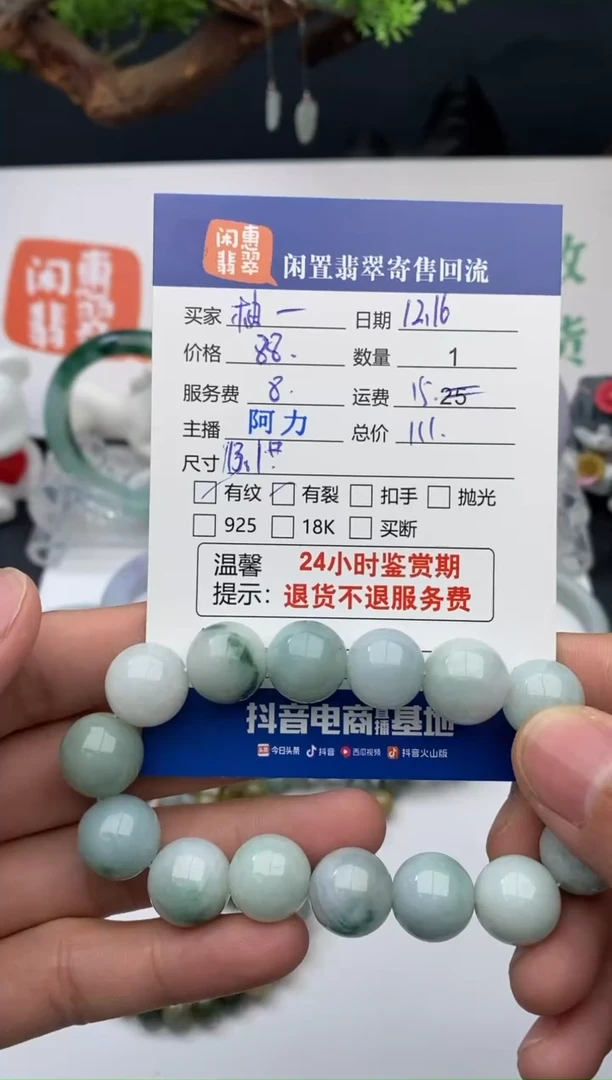 闲惠
翡翠
闲惠
翡翠
闲置翡翠寄售回流
买家 柚一 日期 12.16
价格 88. 数量 1
服务费 8. 运费 15. 25
主播 阿力 总价 111.
尺寸 13.1
有纹 有裂 扣手 抛光
925 18K 买断
温馨 24小时鉴赏期
提示: 退货不退服务费
抖音电商直播基地
今日头条 抖音 西瓜视频 抖音火山版